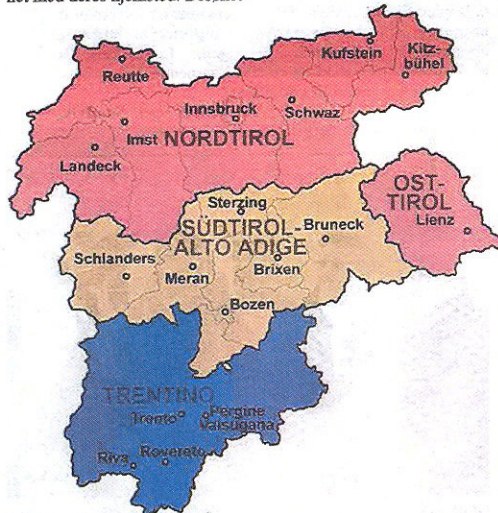 Kufstein
Kitz-
bühel
Reutte
Innsbruck
Schwaz
Imst
NORDTIROL
Landeck
OST-
TIROL
Lienz
Sterzing
SÜDTIROL-
ALTO ADIGE
Bruneck
Schlanders
Meran
Brixen
Bozen
TRENTINO
Trento
Pergine
Valsugana
Riva
Rovereto